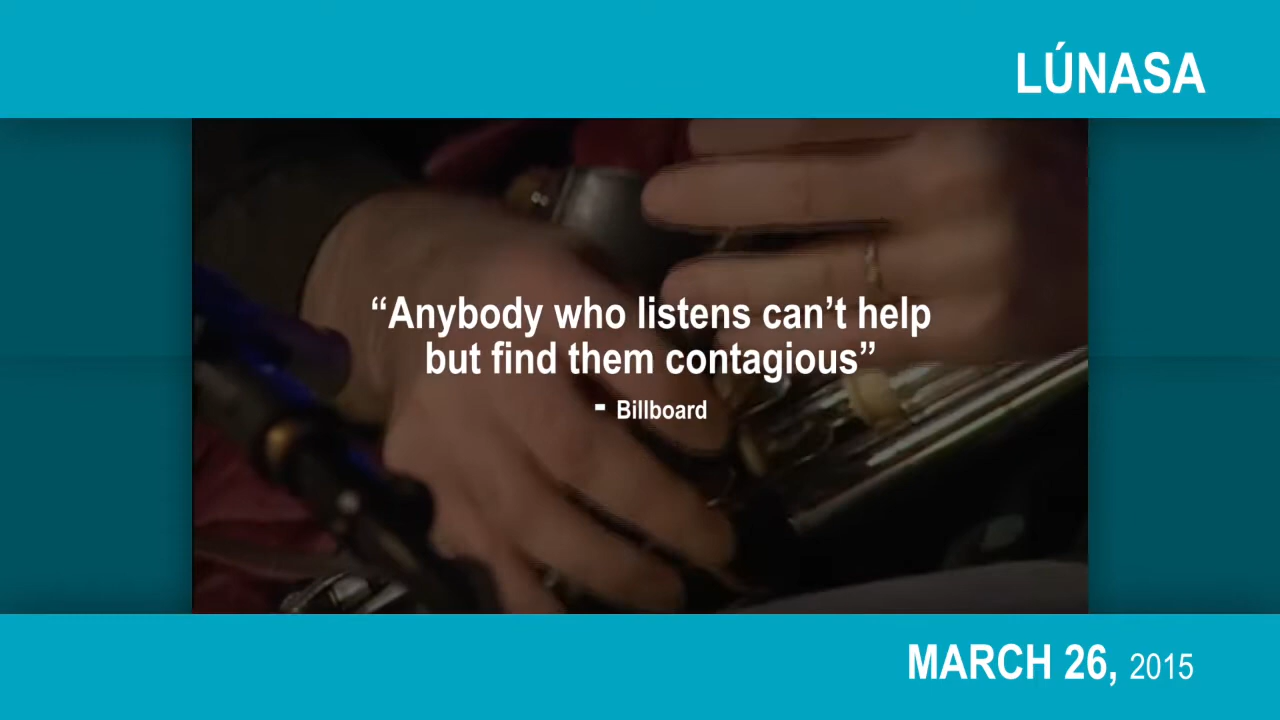 LÚNASA
“Anybody who listens can’t help
but find them contagious”
- Billboard
MARCH 26, 2015